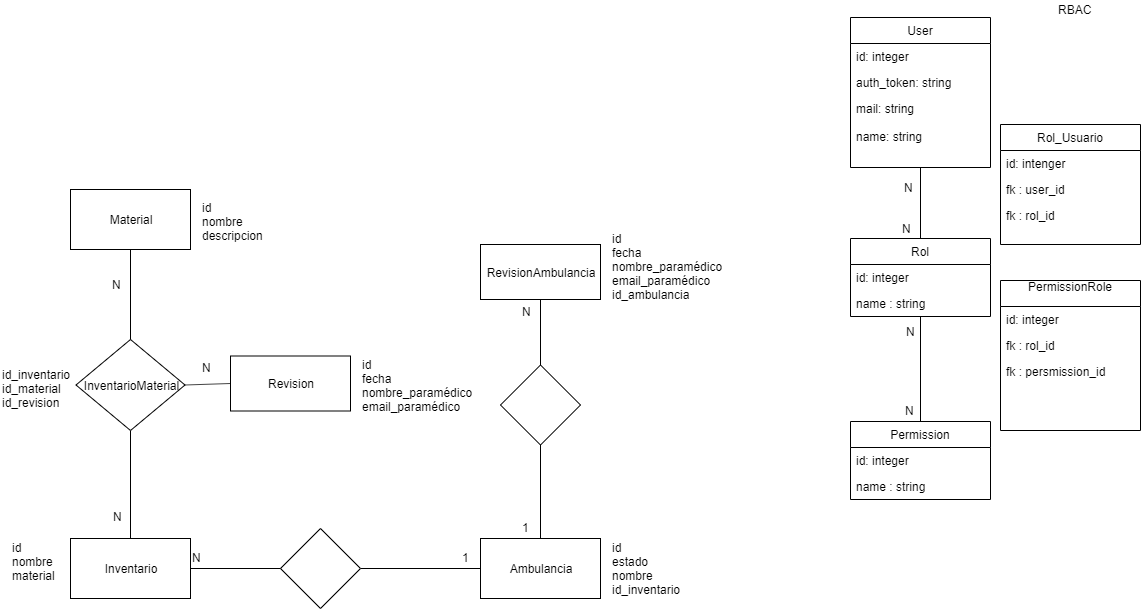 RBAC
User
id: integer
auth_token: string
mail: string
name: string
N
N
Rol_Usuario
id: intenger
fk : user_id
fk : rol_id
Rol
id: integer
name : string
N
N
PermissionRole
id: integer
fk : rol_id
fk : persmission_id
Permission
id: integer
name : string
Material
id
nombre
descripcion
N
InventarioMaterial
id_inventario
id_material
id_revision
N
Revision
id
fecha
nombre_paramédico
email_paramédico
N
Inventario
id
nombre
material
N
1
RevisionAmbulancia
id
fecha
nombre_paramédico
email_paramédico
id_ambulancia
N
1
Ambulancia
id
estado
nombre
id_inventario